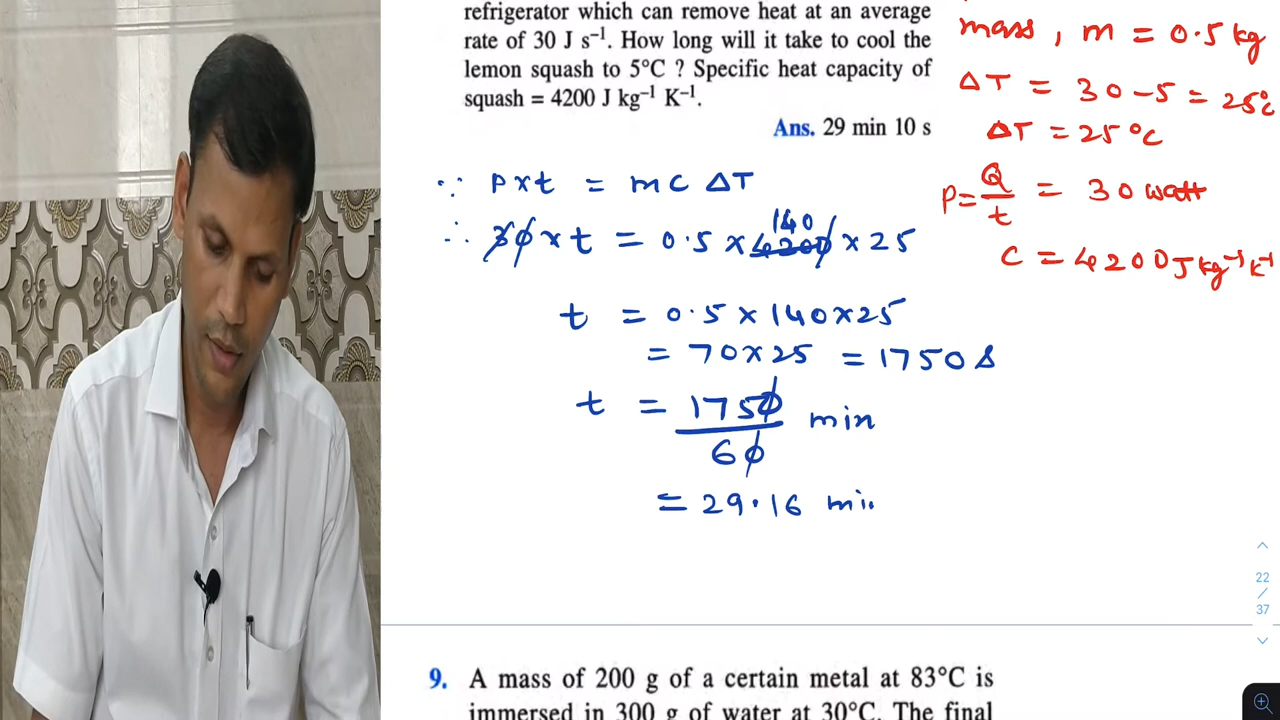 refrigerator which can remove heat at an average
rate of 30 J s⁻¹. How long will it take to cool the
lemon squash to 5°C ? Specific heat capacity of
squash = 4200 J kg⁻¹ K⁻¹.
Ans. 29 min 10 s
mass, m = 0.5 kg
ΔT = 30-5 = 25°C
ΔT = 25°C
P = Q/t = 30 watt
C = 4200 J kg⁻¹ K⁻¹
∵ P×t = mC ΔT
140
∴ 30×t = 0.5×4200×25
t = 0.5×140×25
= 70×25 = 1750 s
t = 1750/60 min
= 29.16 min
22
/
37
9. A mass of 200 g of a certain metal at 83°C is
immersed in 300 g of water at 30°C. The final